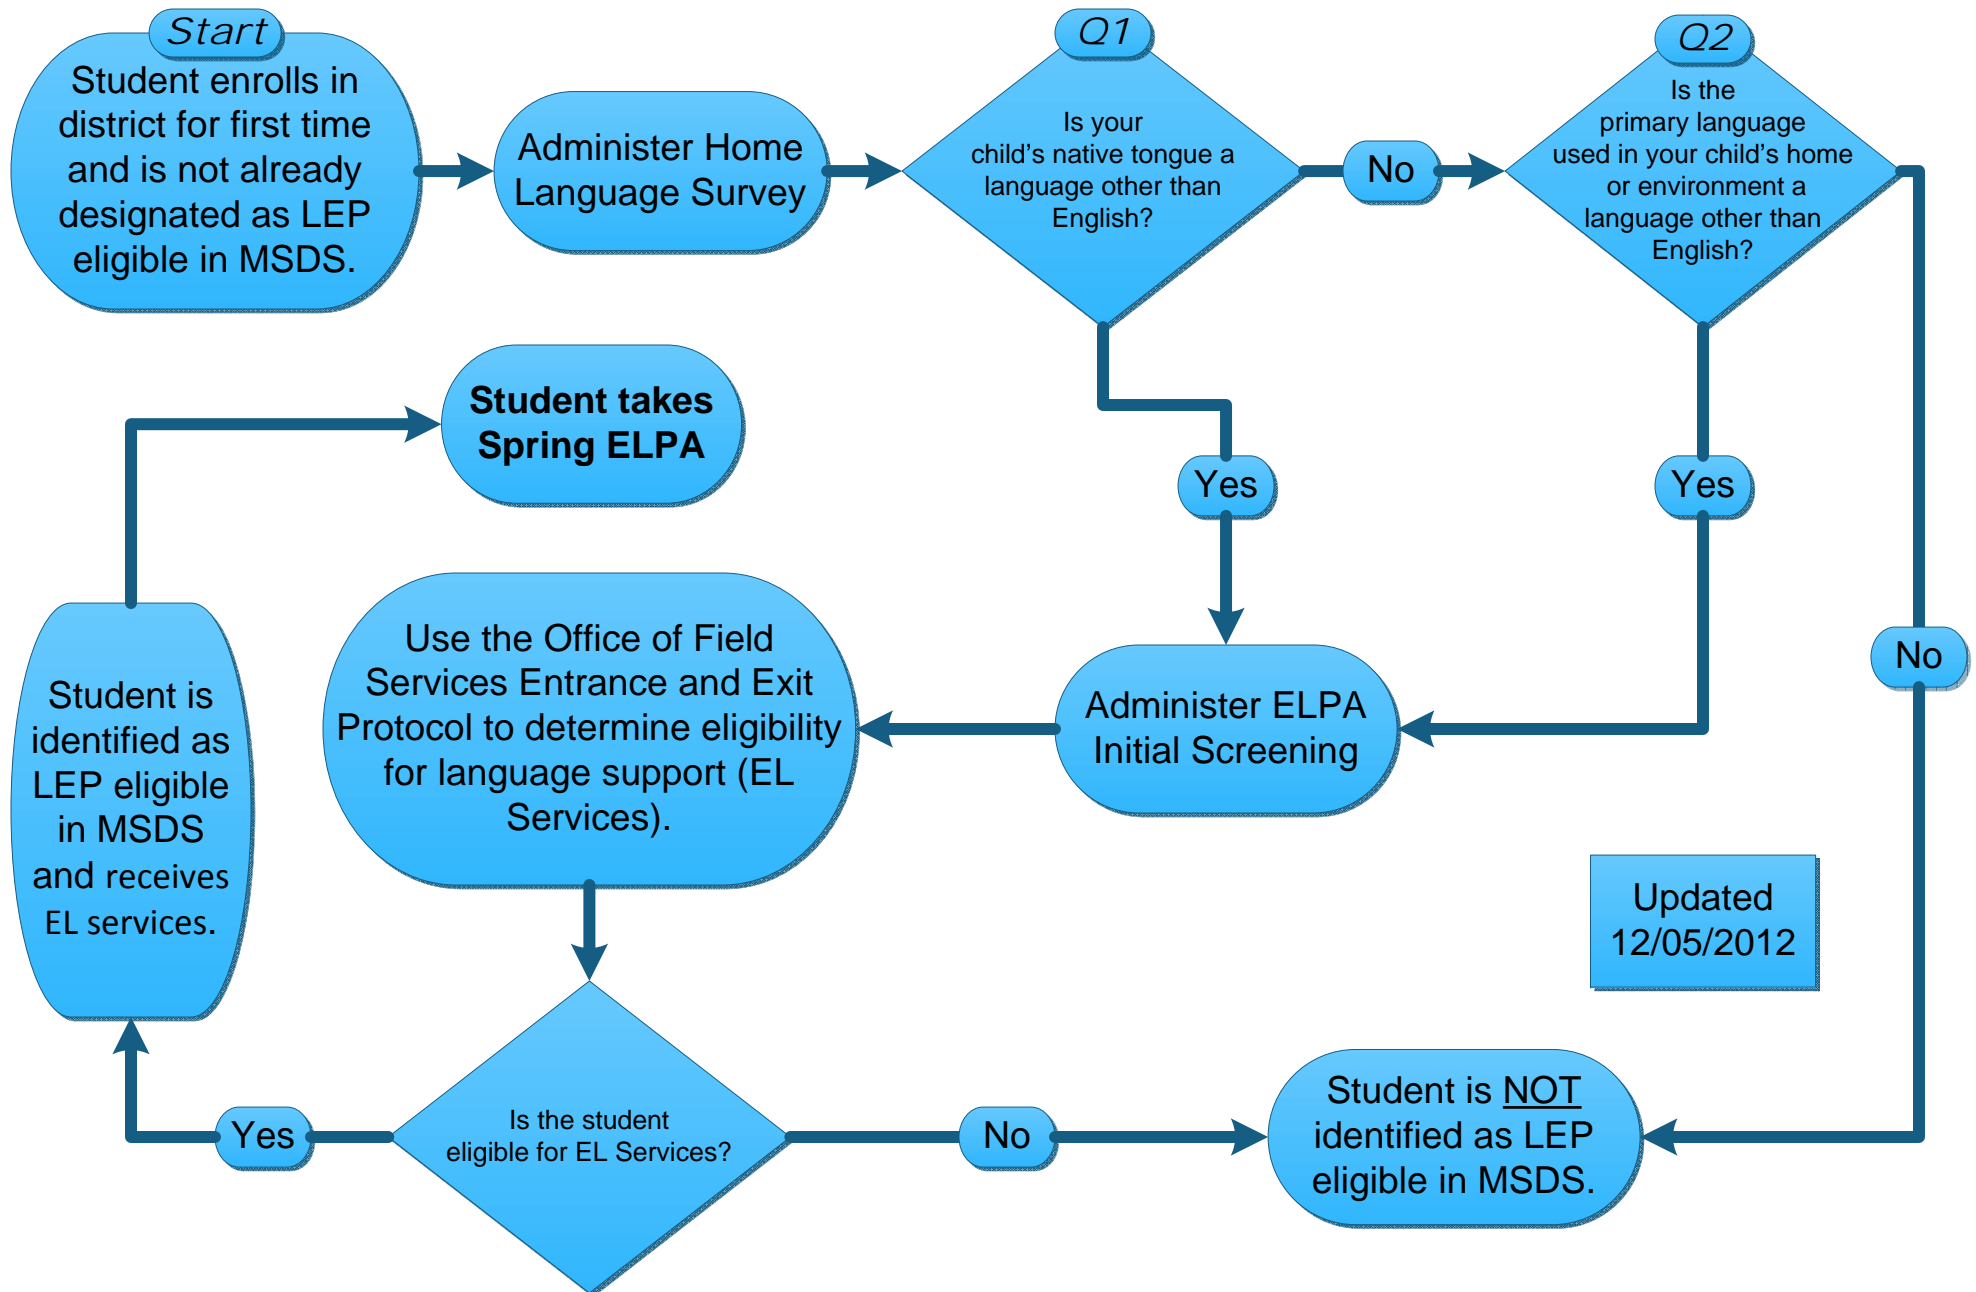 Start
Student enrolls in
district for first time
and is not already
designated as LEP
eligible in MSDS.
Administer Home
Language Survey
Q1
Is your
child's native tongue a
language other than
English?
No
Q2
Is the
primary language
used in your child's home
or environment a
language other than
English?
Yes
Yes
No
Administer ELPA
Initial Screening
Use the Office of Field
Services Entrance and Exit
Protocol to determine eligibility
for language support (EL
Services).
Is the student
eligible for EL Services?
Yes
No
Student is
identified as
LEP eligible
in MSDS
and receives
EL services.
Student takes
Spring ELPA
Student is NOT
identified as LEP
eligible in MSDS.
Updated
12/05/2012